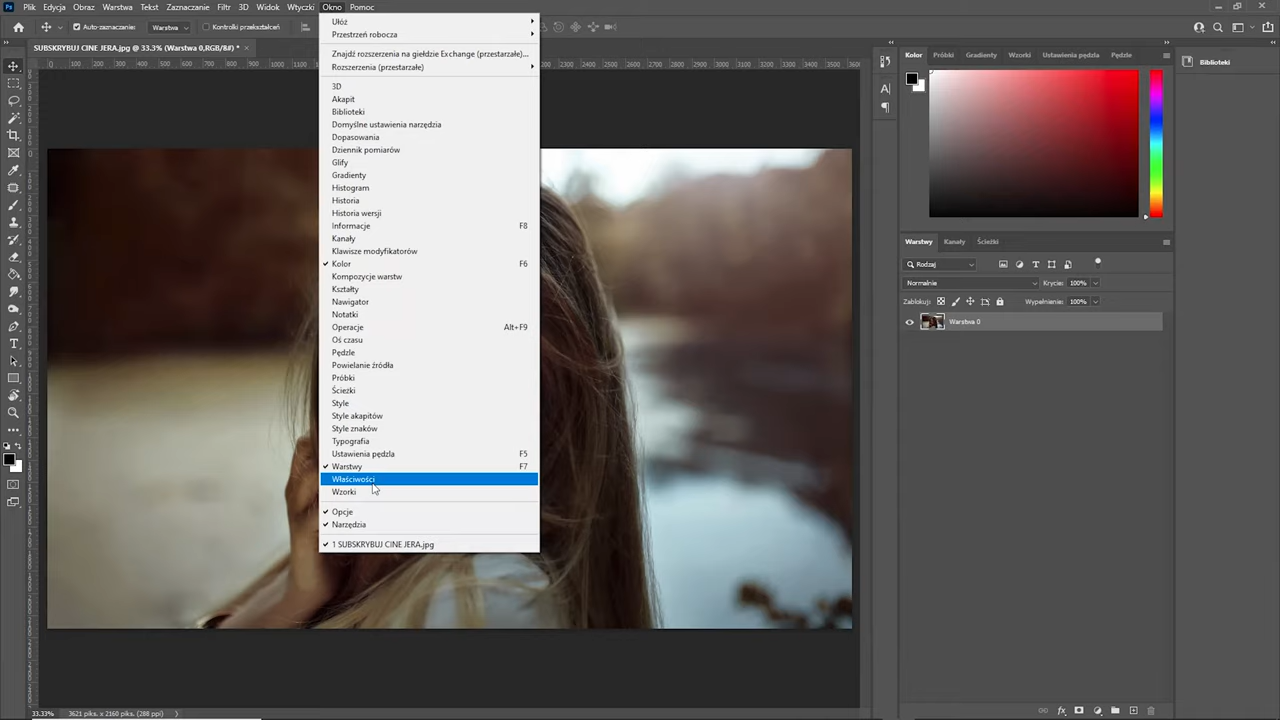 Ps Plik Edycja Obraz Warstwa Tekst Zaznaczanie Filtr 3D Widok Wtyczki Okno Pomoc
Auto-zaznaczanie: Warstwa Kontrolki przekształceń
SUBSKRYBUJ CINE JERA.jpg @ 33.3% (Warstwa 0,RGB/8#) *
Ułóż
Przestrzeń robocza
Znajdź rozszerzenia na giełdzie Exchange (przestarzałe)...
Rozszerzenia (przestarzałe)
3D
Akapit
Biblioteki
Domyślne ustawienia narzędzia
Dopasowania
Dziennik pomiarów
Glify
Gradienty
Histogram
Historia
Historia wersji
Informacje F8
Kanały
Klawisze modyfikatorów
Kolor F6
Kompozycje warstw
Kształty
Nawigator
Notatki
Operacje Alt+F9
Oś czasu
Pędzle
Powielanie źródła
Próbki
Ścieżki
Style
Style akapitów
Style znaków
Typografia
Ustawienia pędzla F5
Warstwy F7
Właściwości
Wzorki
Opcje
Narzędzia
1 SUBSKRYBUJ CINE JERA.jpg
Kolor Próbki Gradienty Wzorki Ustawienia pędzla Pędzle
Biblioteki
Warstwy Kanały Ścieżki
Rodzaj
Normalnie Krycie: 100%
Zablokuj: Wypełnienie: 100%
Warstwa 0
33.33% 3621 piks. x 2160 piks. (288 ppi)